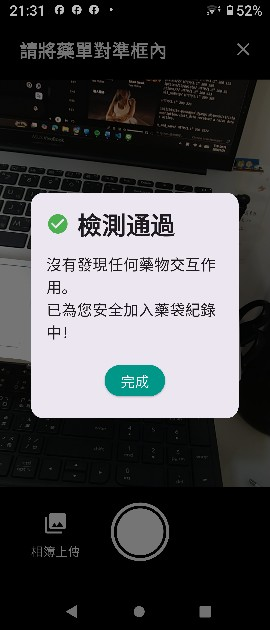 21:31
52%
請將藥單對準框內
檢測通過
沒有發現任何藥物交互作
用。
已為您安全加入藥袋紀錄
中!
完成
相簿上傳